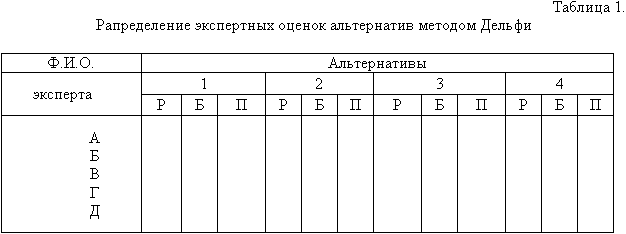 Таблица 1.
Рапределение экспертных оценок альтернатив методом Дельфи
Ф.И.О. Альтернативы
эксперта 1 2 3 4
Р Б П Р Б П Р Б П Р Б П
А
Б
В
Г
Д